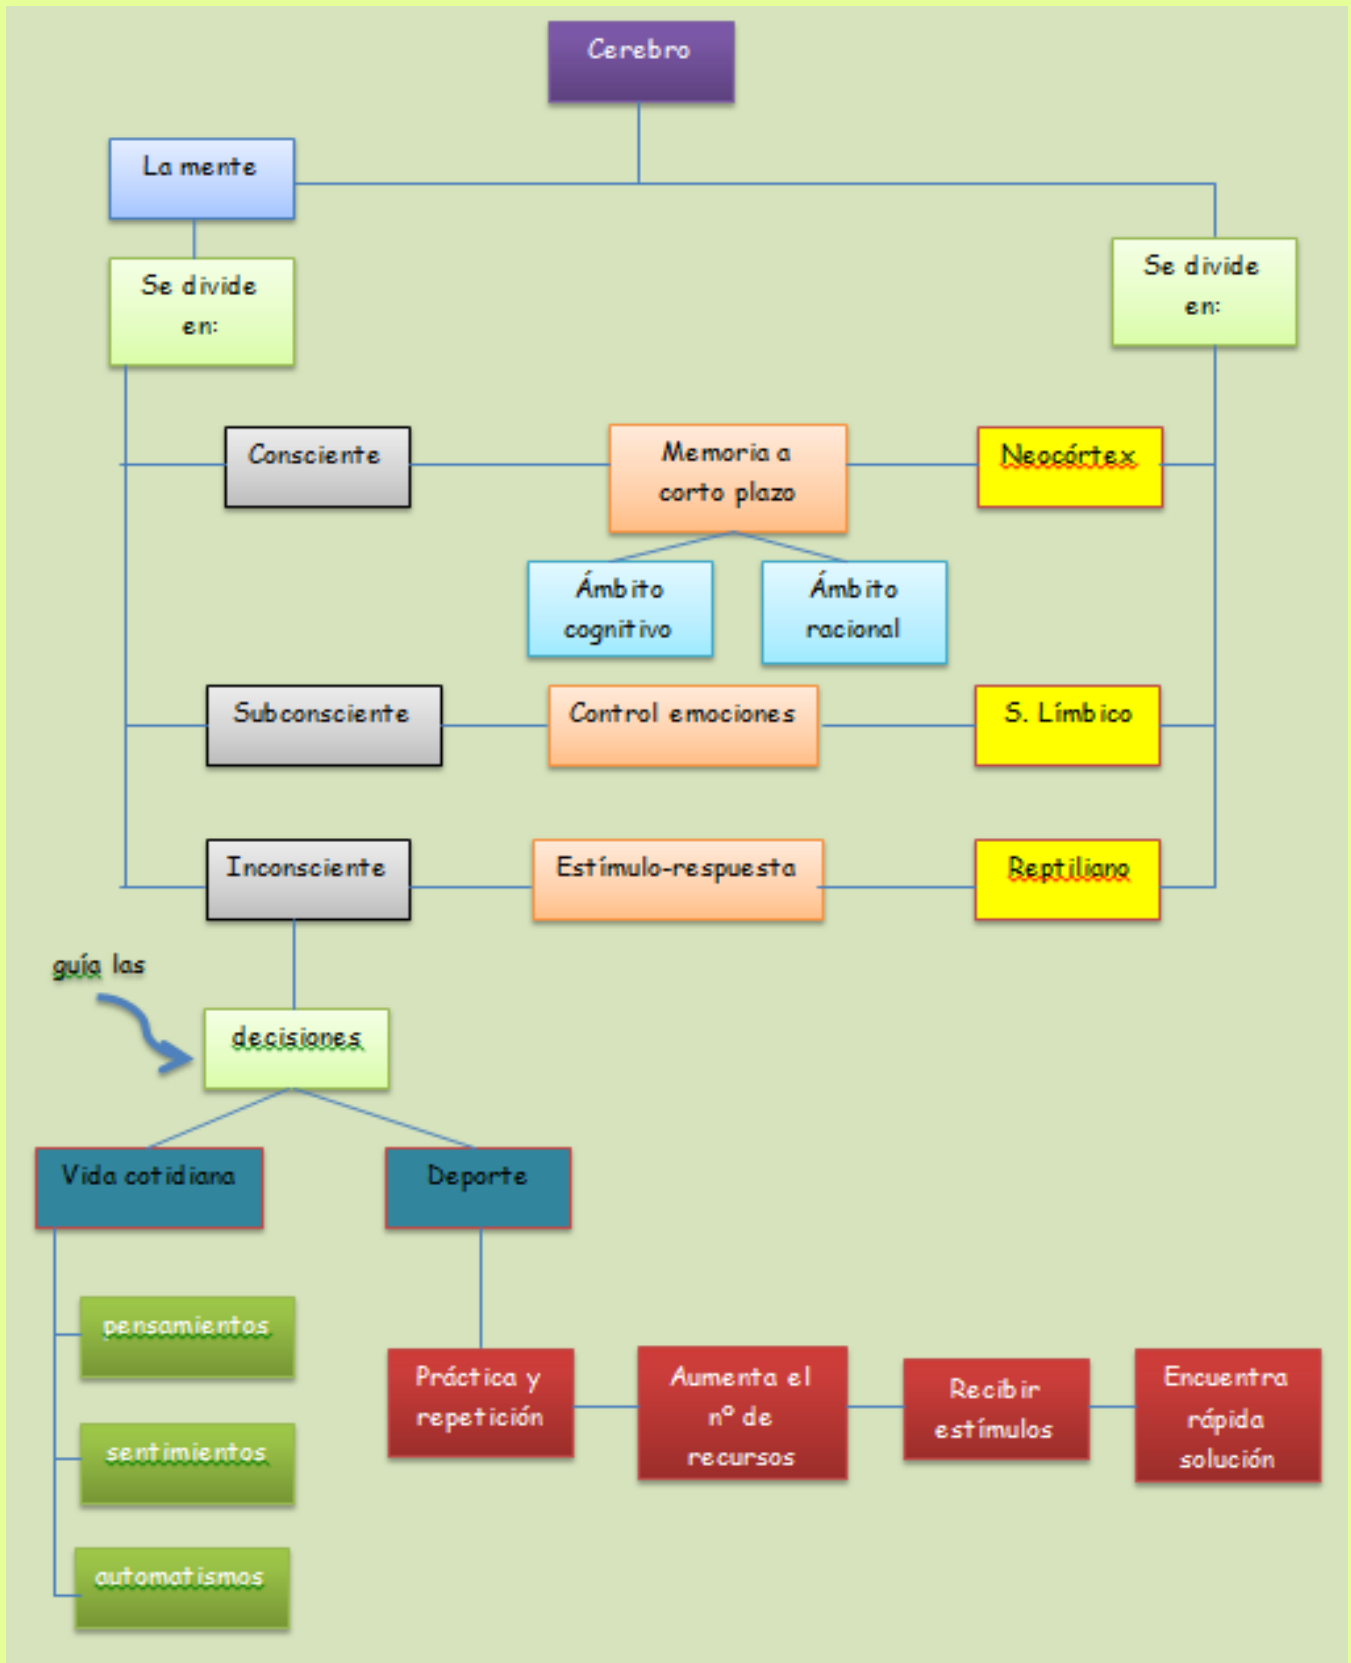 Cerebro
La mente
Se divide
en:
Se divide
en:
Consciente
Memoria a
corto plazo
Neocórtex
Ámbito
cognitivo
Ámbito
racional
Subconsciente
Control emociones
S. Límbico
Inconsciente
Estímulo-respuesta
Reptiliano
guía las
decisiones
Vida cotidiana
Deporte
pensamientos
sentimientos
automatismos
Práctica y
repetición
Aumenta el
nº de
recursos
Recibir
estímulos
Encuentra
rápida
solución